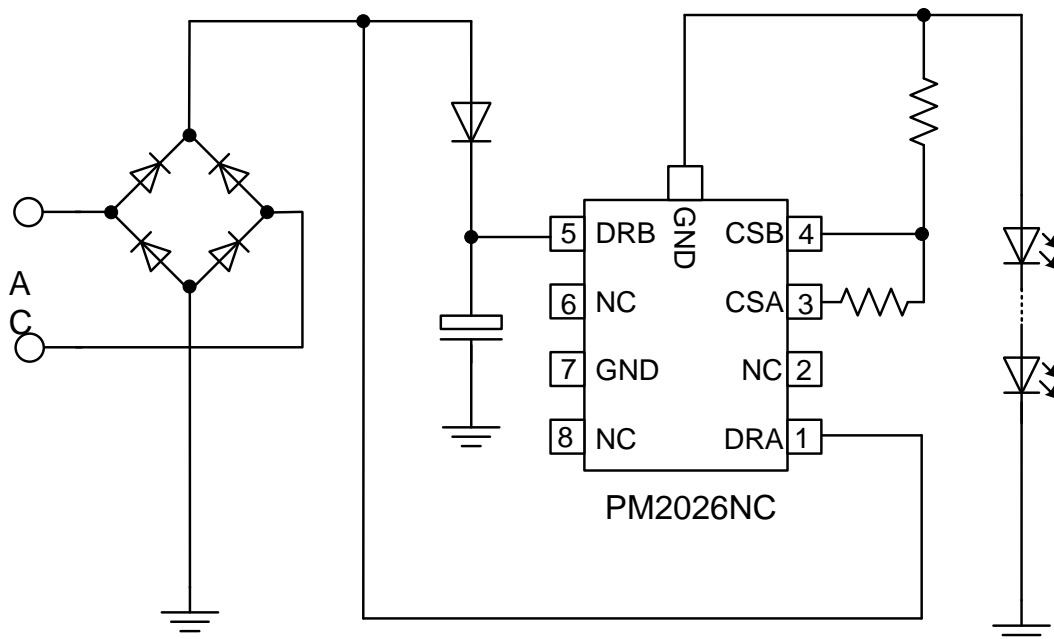 A
C
GND
5 DRB CSB 4
6 NC CSA 3
7 GND NC 2
8 NC DRA 1
PM2026NC